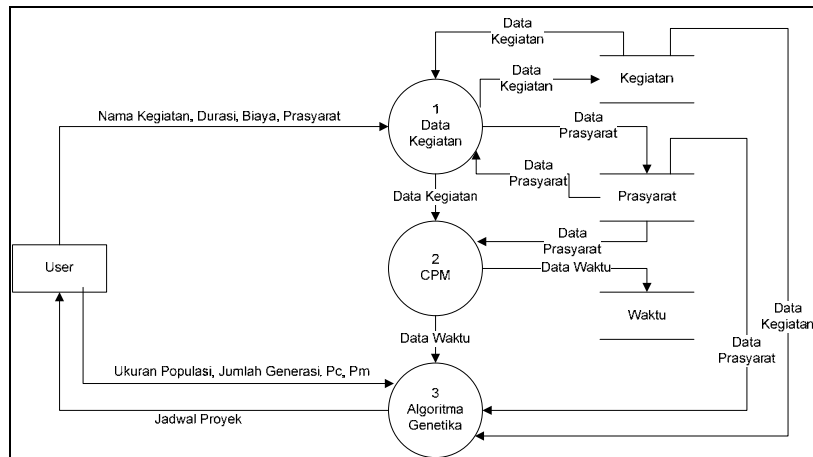 Data
Kegiatan
Data
Kegiatan
Kegiatan
1
Data
Kegiatan
Nama Kegiatan, Durasi, Biaya, Prasyarat
Data
Prasyarat
Data
Prasyarat
Prasyarat
Data Kegiatan
Data
Prasyarat
2
CPM
Data Waktu
User
Waktu
Data
Kegiatan
Data
Prasyarat
Data Waktu
Ukuran Populasi, Jumlah Generasi, Pc, Pm
3
Algoritma
Genetika
Jadwal Proyek